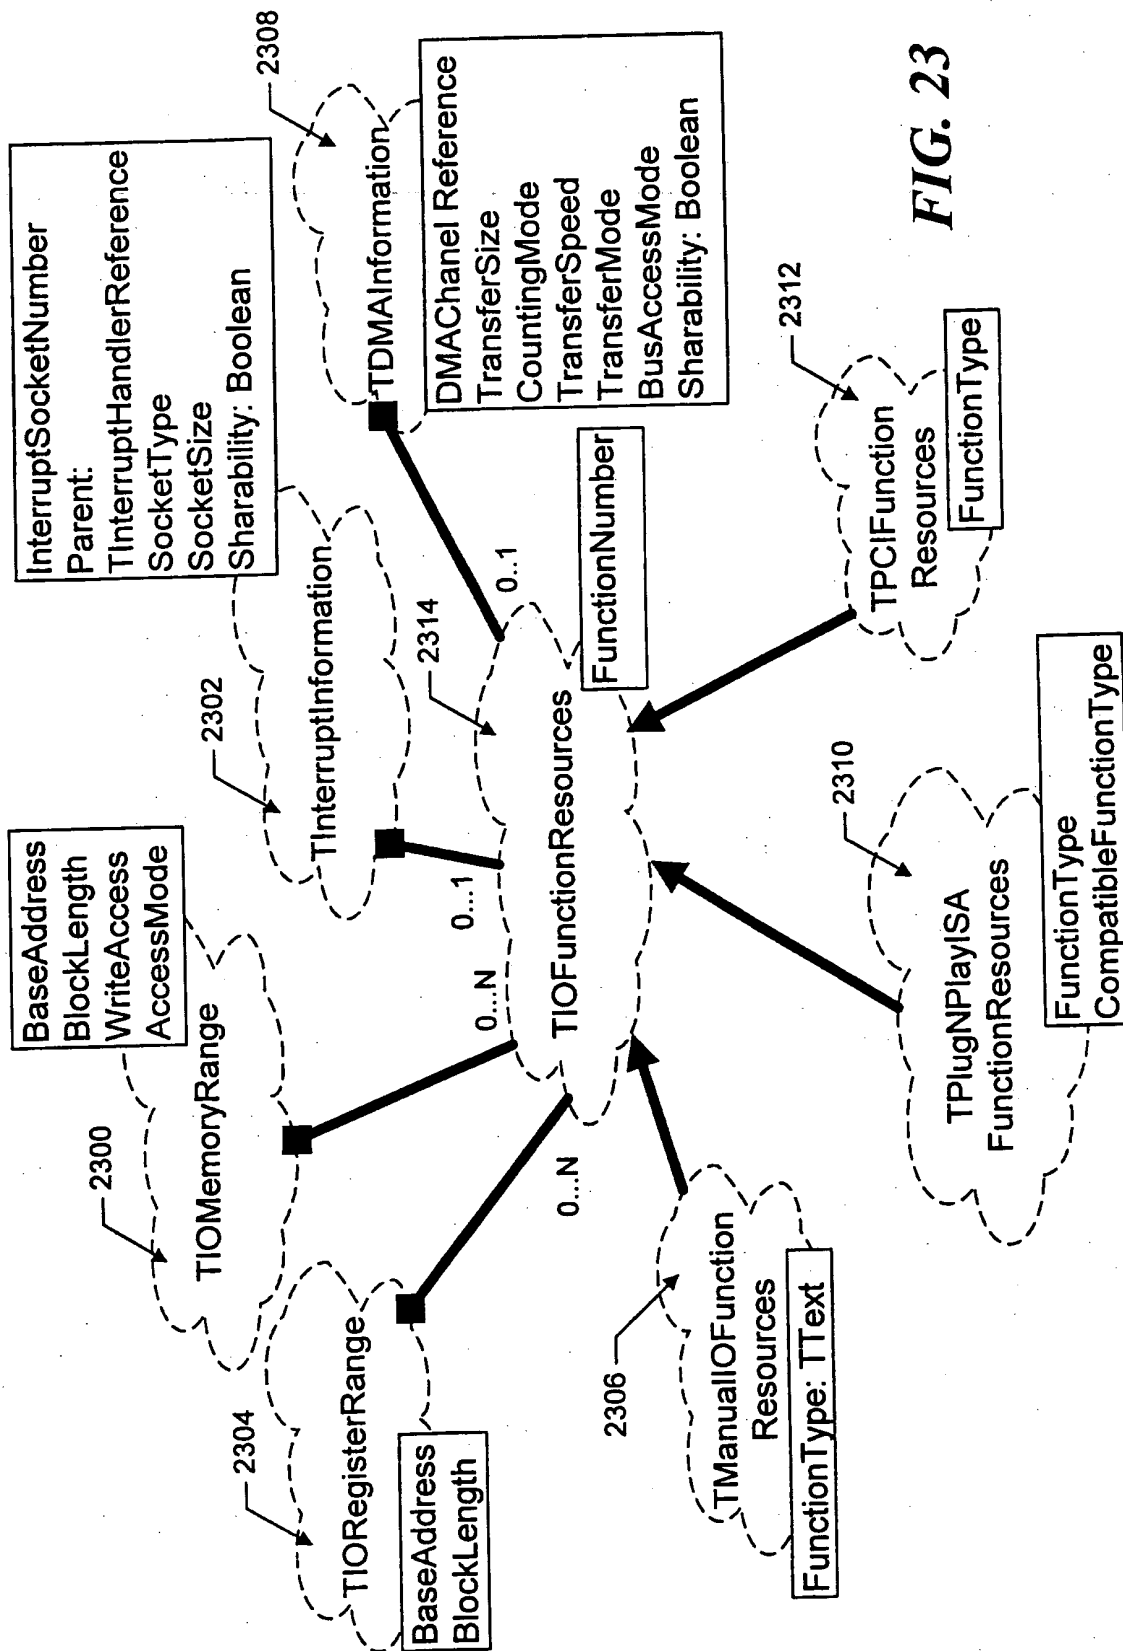 2304
TIORegisterRange
BaseAddress
BlockLength
2300
TIOMemoryRange
BaseAddress
BlockLength
WriteAccess
AccessMode
2302
TInterruptInformation
InterruptSocketNumber
Parent:
TInterruptHandlerReference
SocketType
SocketSize
Sharability: Boolean
2308
TDMAInformation
DMAChannel Reference
TransferSize
CountingMode
TransferSpeed
TransferMode
BusAccessMode
Sharability: Boolean
0...N
0...N
0...1
0..1
2314
TIOFunctionResources
FunctionNumber
2306
TManualIOFunction
Resources
FunctionType: TText
2310
TPlugNPlayISA
FunctionResources
FunctionType
CompatibleFunctionType
2312
TPCIFunction
Resources
FunctionType
FIG. 23